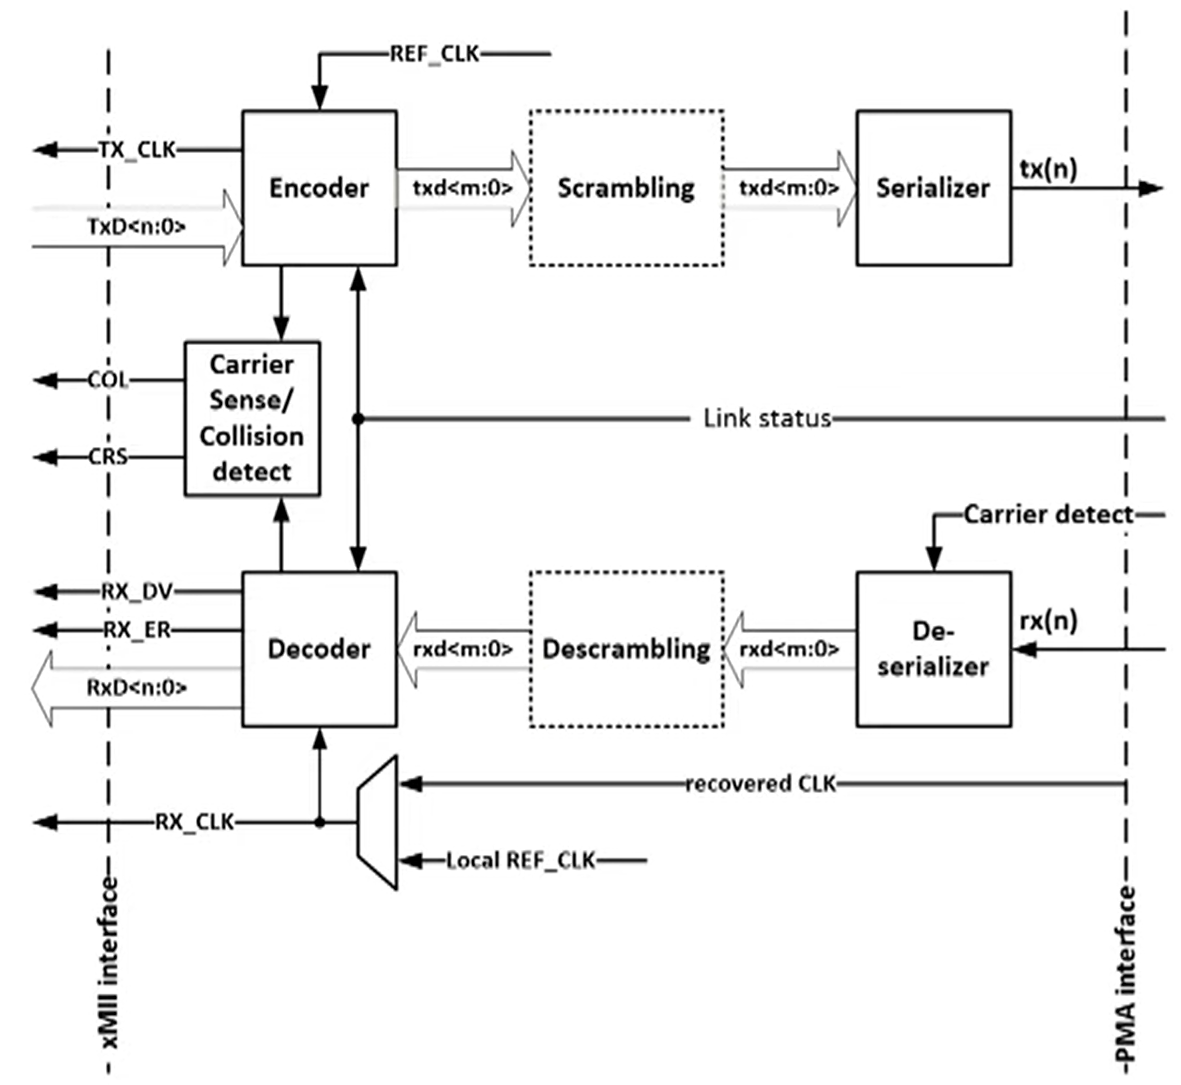 REF_CLK
TX_CLK
Encoder
txd<m:0>
Scrambling
txd<m:0>
Serializer
tx(n)
TxD<n:0>
Carrier
Sense/
Collision
detect
COL
CRS
Link status
Carrier detect
RX_DV
RX_ER
RxD<n:0>
Decoder
rxd<m:0>
Descrambling
rxd<m:0>
De-
serializer
rx(n)
recovered CLK
RX_CLK
Local REF_CLK
xMII interface
PMA interface